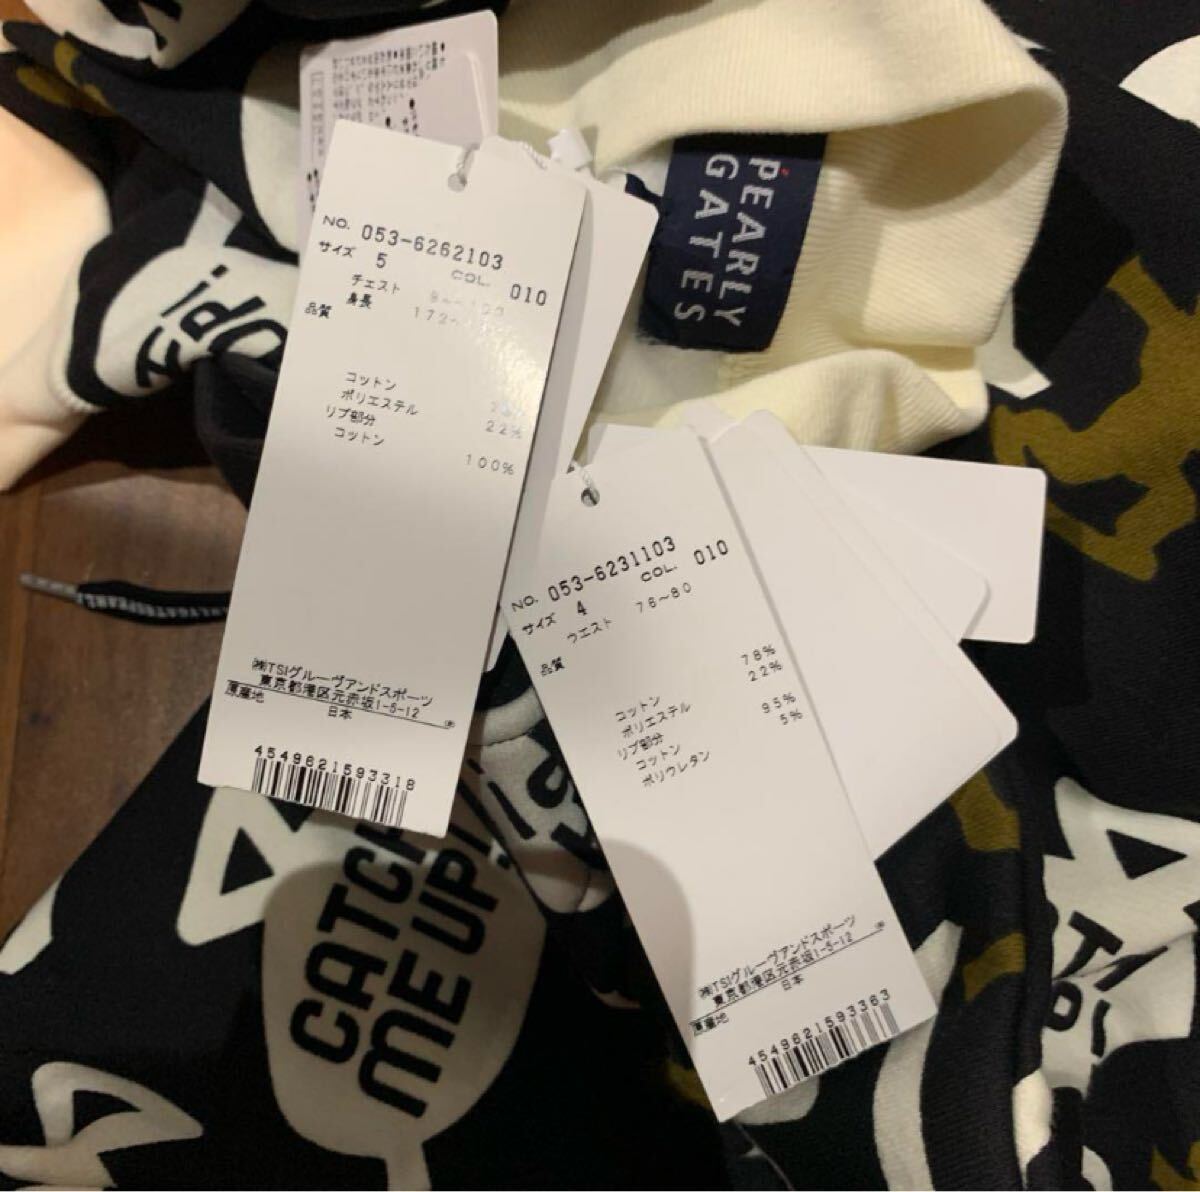 PEARLY
GATES
NO. 053-6262103
サイズ 5 COL. 010
チェスト
身長
品質
コットン
ポリエステル 22%
リブ部分
コットン 100%
㈱TSIグルーヴアンドスポーツ
東京都港区元赤坂1-5-12
原産地 日本
4549621593318
NO. 053-6231103
サイズ 4 COL. 010
ウエスト 76~80
品質
コットン 78%
ポリエステル 22%
リブ部分
コットン 95%
ポリウレタン 5%
㈱TSIグルーヴアンドスポーツ
東京都港区元赤坂1-5-12
原産地 日本
4549621593363
CATCH
ME UP!